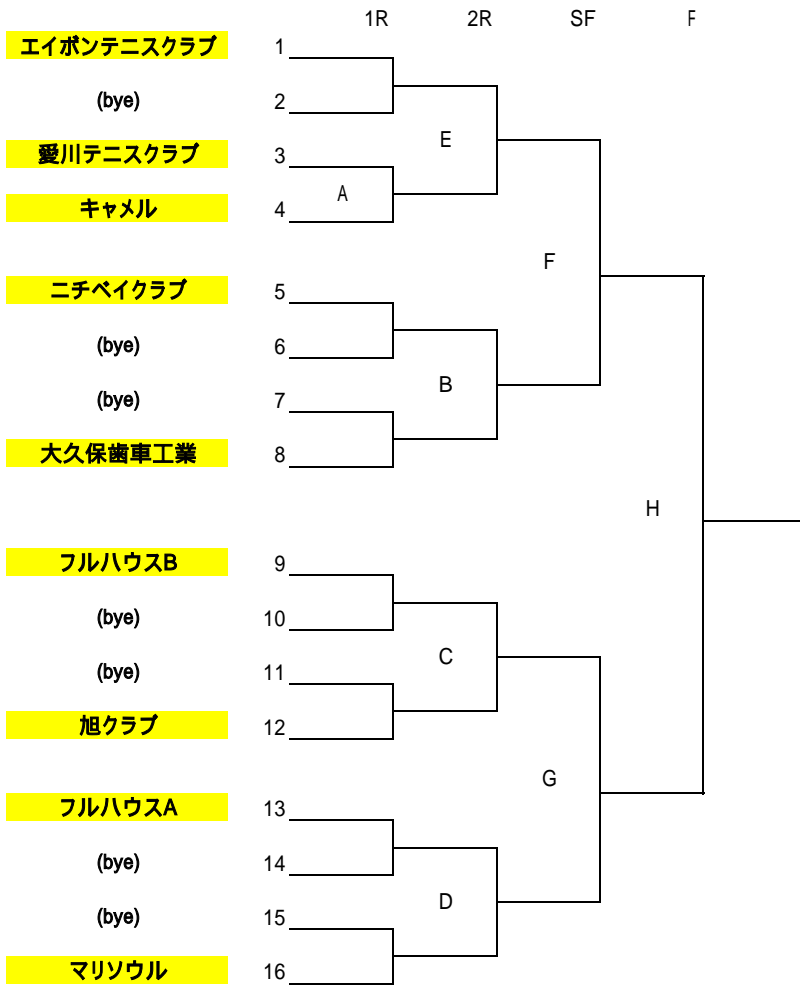 1R 2R SF F
エイボンテニスクラブ 1
(bye) 2
E
愛川テニスクラブ 3
A
キャメル 4
F
ニチベイクラブ 5
(bye) 6
B
(bye) 7
大久保歯車工業 8
H
フルハウスB 9
(bye) 10
C
(bye) 11
旭クラブ 12
G
フルハウスA 13
(bye) 14
D
(bye) 15
マリソウル 16